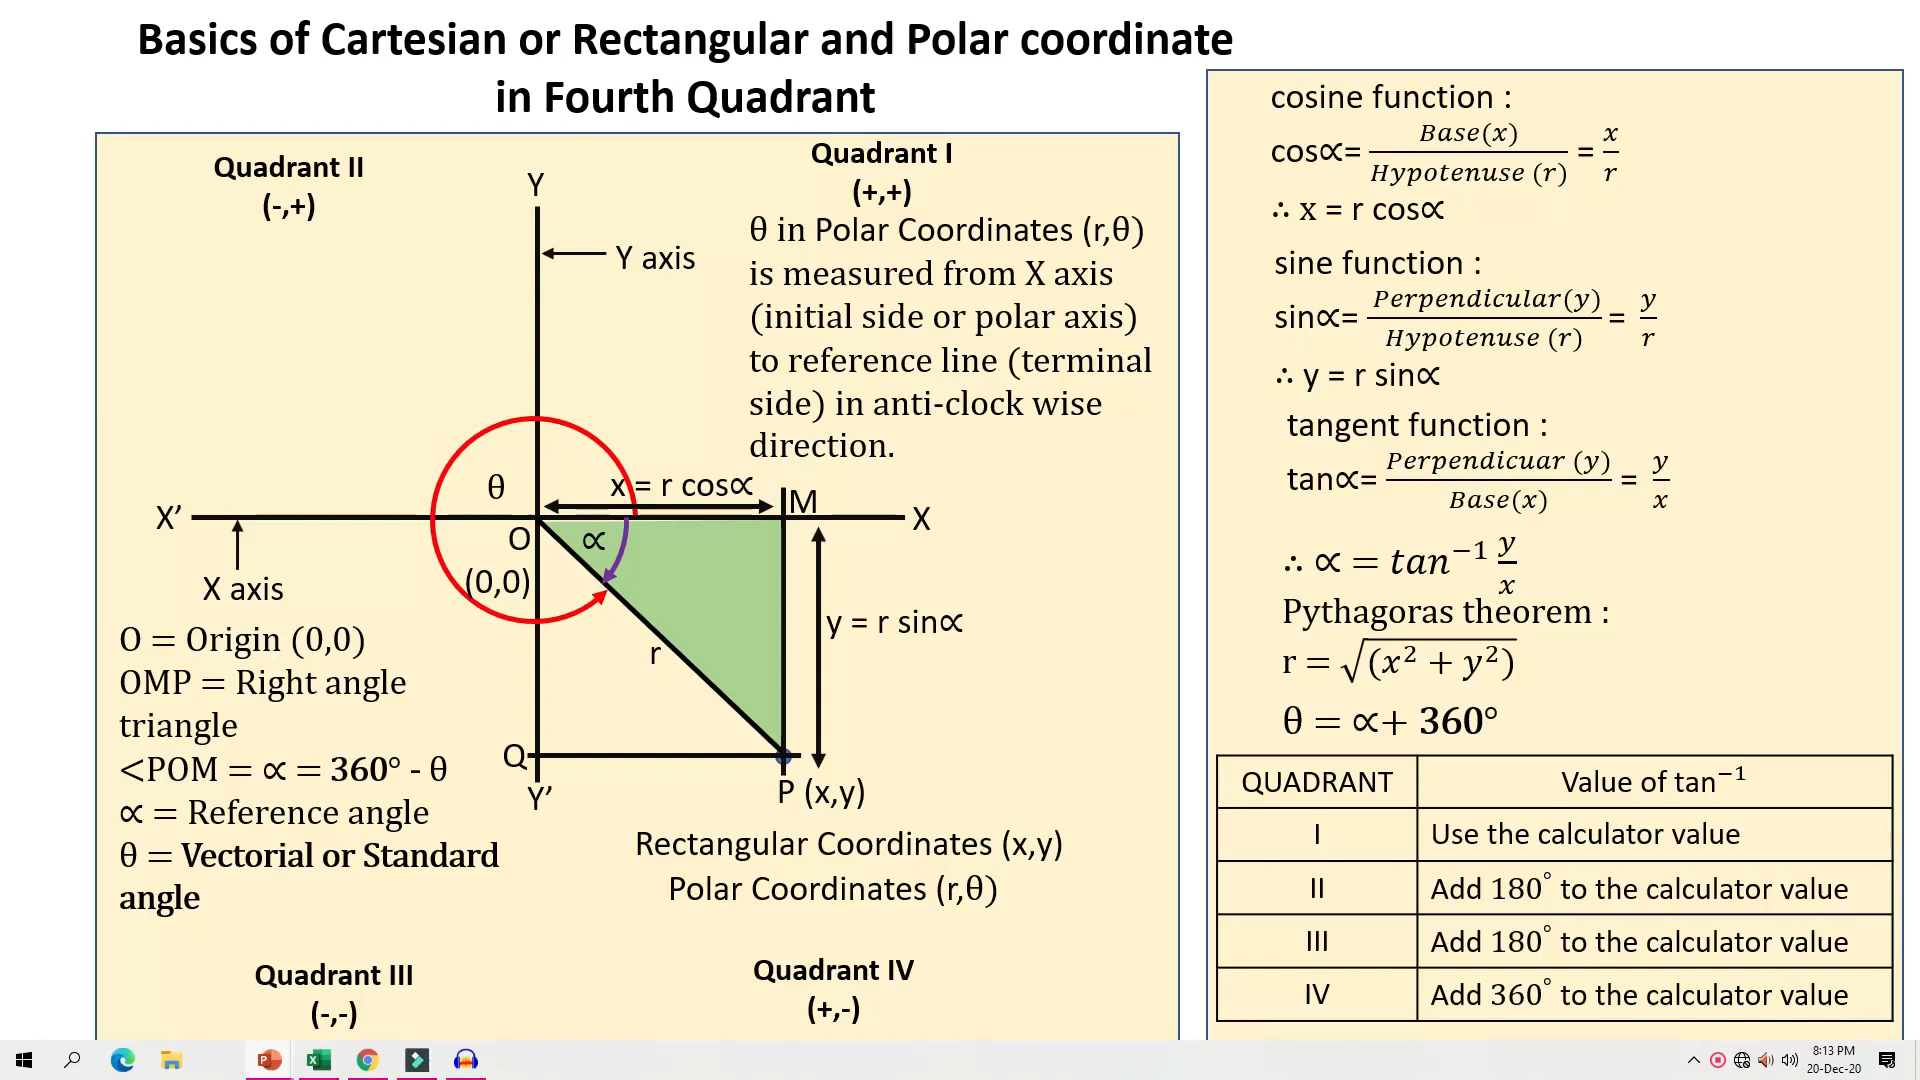 Basics of Cartesian or Rectangular and Polar coordinate
in Fourth Quadrant
Quadrant II
(-,+)
Quadrant I
(+,+)
Y
Y axis
θ in Polar Coordinates (r,θ)
is measured from X axis
(initial side or polar axis)
to reference line (terminal
side) in anti-clock wise
direction.
θ
x = r cos∝
M
X'
X
O
∝
(0,0)
X axis
y = r sin∝
r
O = Origin (0,0)
OMP = Right angle
triangle
<POM = ∝ = 360° - θ
∝ = Reference angle
θ = Vectorial or Standard
angle
Q
Y'
P (x,y)
Rectangular Coordinates (x,y)
Polar Coordinates (r,θ)
Quadrant III
(-,-)
Quadrant IV
(+,-)
cosine function :
cos∝= Base(x)/Hypotenuse (r) = x/r
∴ x = r cos∝
sine function :
sin∝= Perpendicular(y)/Hypotenuse (r) = y/r
∴ y = r sin∝
tangent function :
tan∝= Perpendicuar (y)/Base(x) = y/x
∴ ∝ = tan⁻¹ y/x
Pythagoras theorem :
r = √(x² + y²)
θ = ∝+ 360°
QUADRANT Value of tan⁻¹
I Use the calculator value
II Add 180° to the calculator value
III Add 180° to the calculator value
IV Add 360° to the calculator value
8:13 PM
20-Dec-20